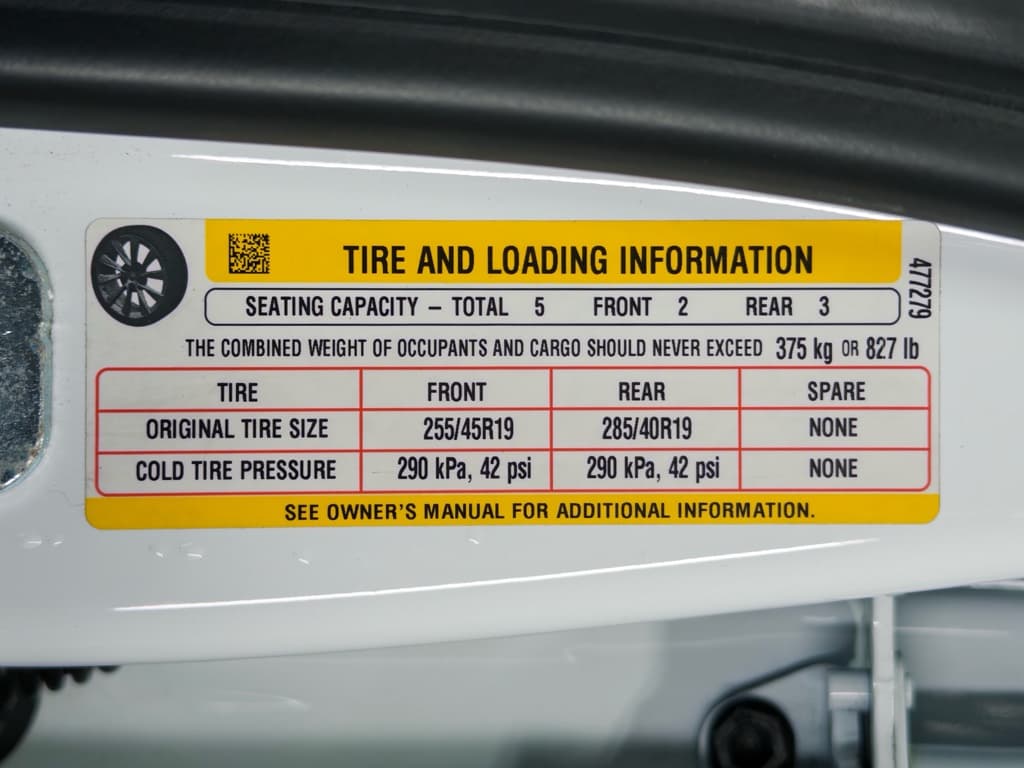 TIRE AND LOADING INFORMATION
SEATING CAPACITY – TOTAL 5 FRONT 2 REAR 3
477279
THE COMBINED WEIGHT OF OCCUPANTS AND CARGO SHOULD NEVER EXCEED 375 kg OR 827 lb
TIRE FRONT REAR SPARE
ORIGINAL TIRE SIZE 255/45R19 285/40R19 NONE
COLD TIRE PRESSURE 290 kPa, 42 psi 290 kPa, 42 psi NONE
SEE OWNER'S MANUAL FOR ADDITIONAL INFORMATION.